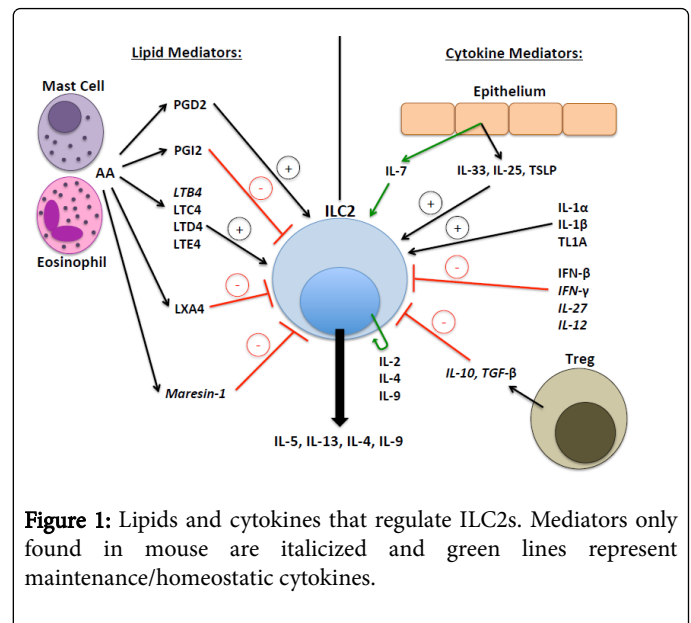 Lipid Mediators:
Cytokine Mediators:
Mast Cell
AA
Eosinophil
PGD2
PGI2
LTB4
LTC4
LTD4
LTE4
LXA4
Maresin-1
+
-
+
-
-
ILC2
Epithelium
IL-7
IL-33, IL-25, TSLP
+
+
IL-1α
IL-1β
TL1A
-
IFN-β
IFN-γ
IL-27
IL-12
-
IL-10, TGF-β
Treg
IL-2
IL-4
IL-9
IL-5, IL-13, IL-4, IL-9
Figure 1: Lipids and cytokines that regulate ILC2s. Mediators only
found in mouse are italicized and green lines represent
maintenance/homeostatic cytokines.